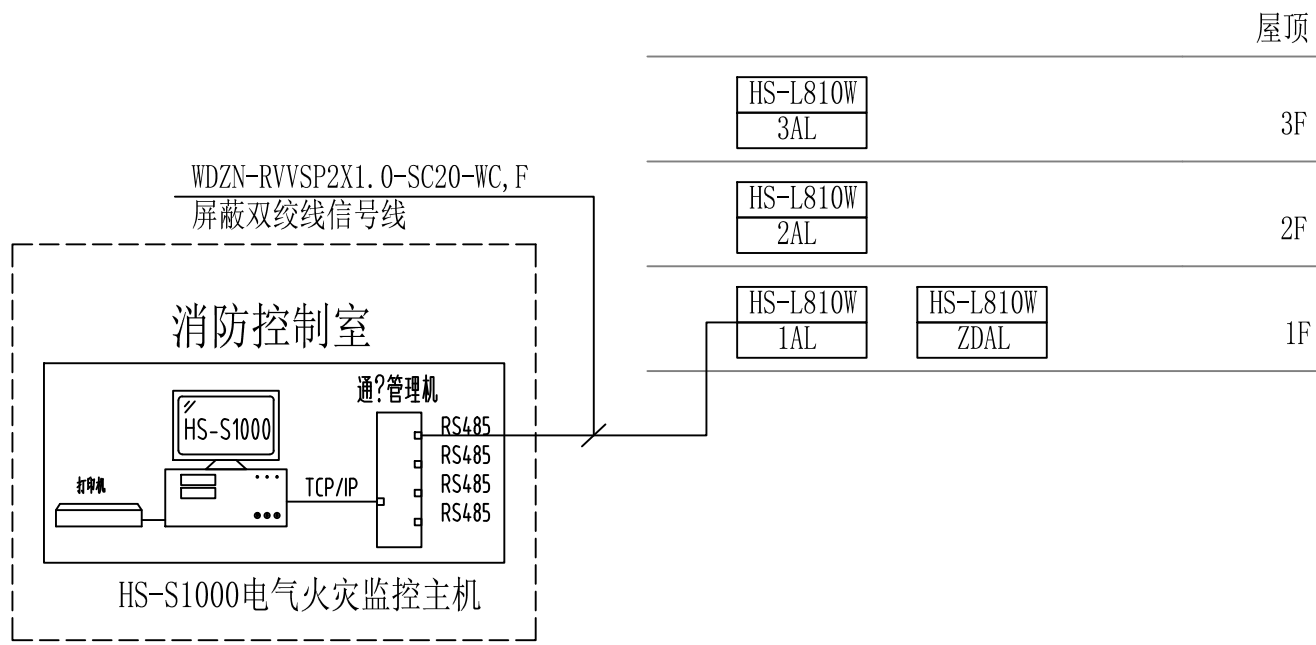 屋顶
HS-L810W
3AL
3F
WDZN-RVVSP2X1.0-SC20-WC,F
屏蔽双绞线信号线
HS-L810W
2AL
2F
消防控制室
HS-L810W
1AL
HS-L810W
ZDAL
1F
通?管理机
HS-S1000
RS485
RS485
RS485
RS485
打印机
TCP/IP
HS-S1000电气火灾监控主机